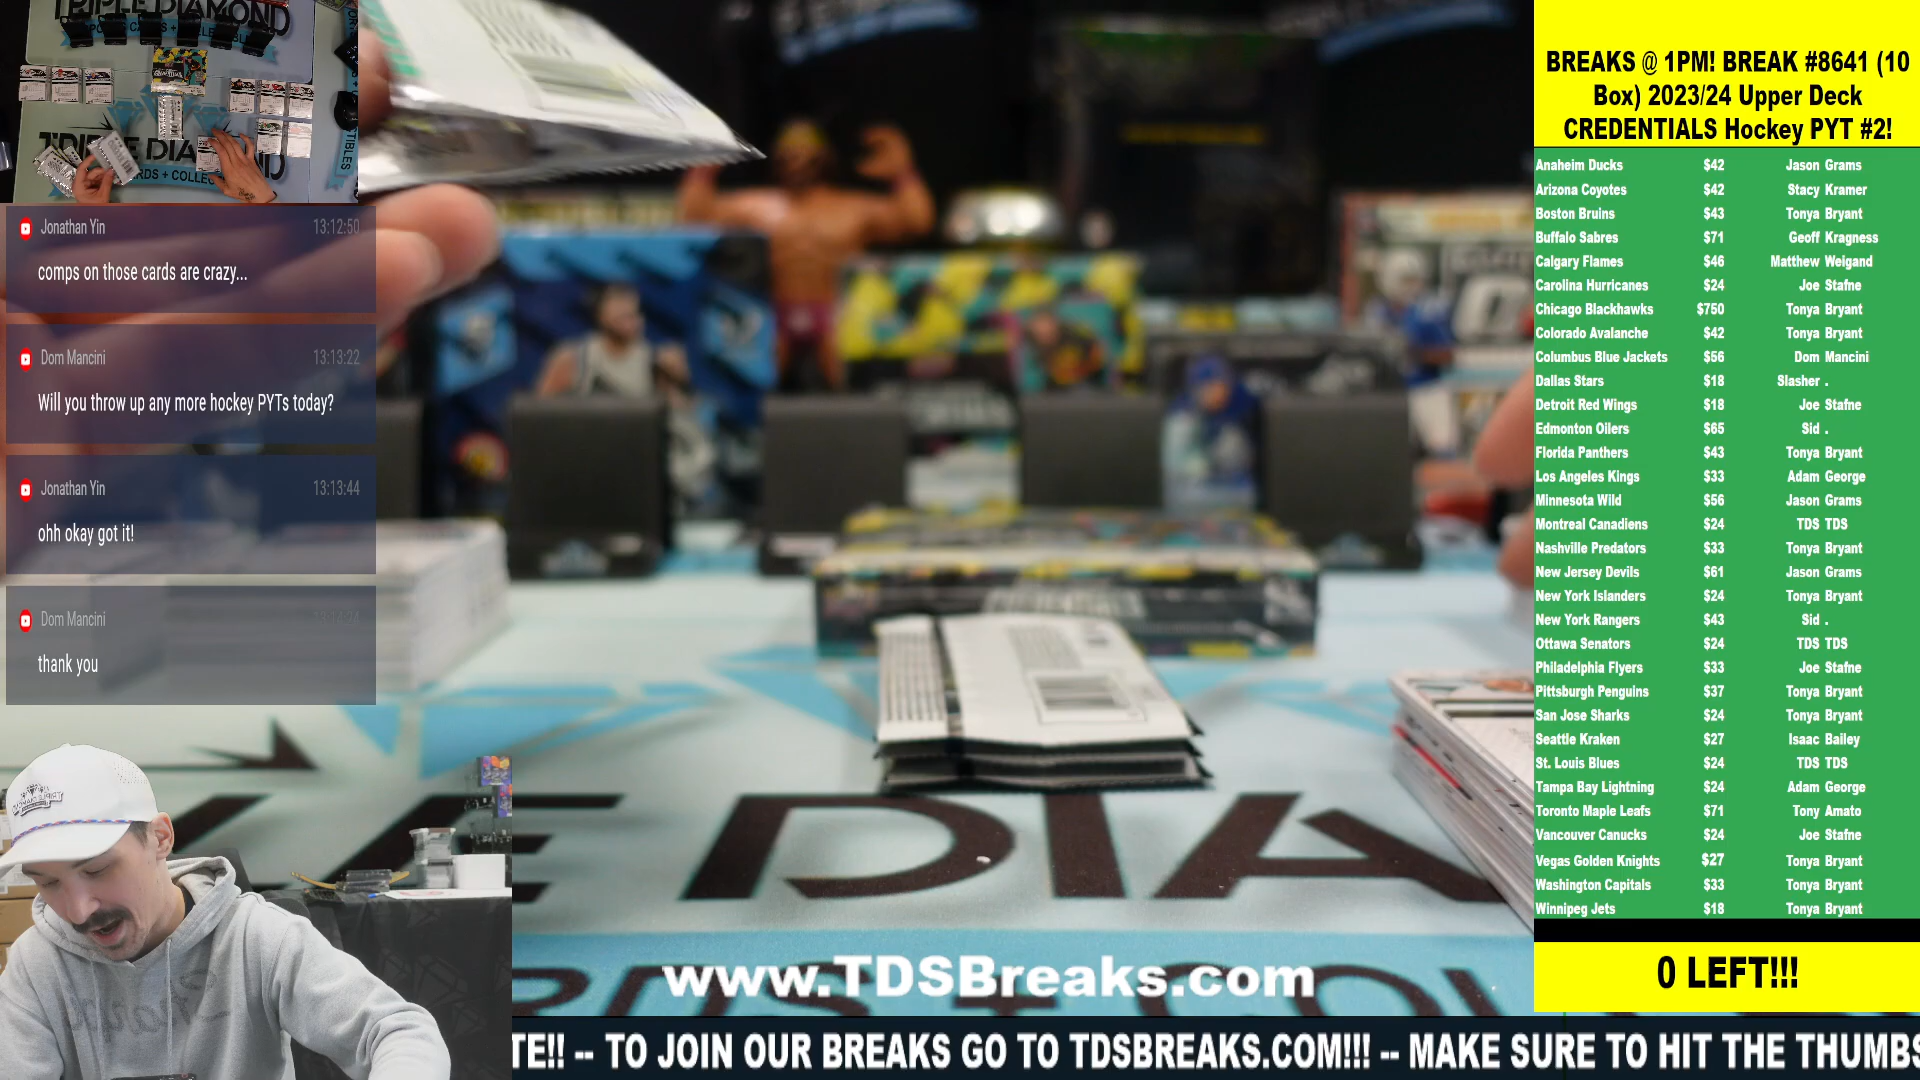 TRIPLE DIAMOND
TRIPLE DIA
RDS + COLLEC
Jonathan Yin 13:12:50
comps on those cards are crazy...
Dom Mancini 13:13:22
Will you throw up any more hockey PYTs today?
Jonathan Yin 13:13:44
ohh okay got it!
Dom Mancini
thank you
LE DIA
www.TDSBreaks.com
TE!! -- TO JOIN OUR BREAKS GO TO TDSBREAKS.COM!!! -- MAKE SURE TO HIT THE THUMBS
BREAKS @ 1PM! BREAK #8641 (10
Box) 2023/24 Upper Deck
CREDENTIALS Hockey PYT #2!
Anaheim Ducks $42 Jason Grams
Arizona Coyotes $42 Stacy Kramer
Boston Bruins $43 Tonya Bryant
Buffalo Sabres $71 Geoff Kragness
Calgary Flames $46 Matthew Weigand
Carolina Hurricanes $24 Joe Stafne
Chicago Blackhawks $750 Tonya Bryant
Colorado Avalanche $42 Tonya Bryant
Columbus Blue Jackets $56 Dom Mancini
Dallas Stars $18 Slasher .
Detroit Red Wings $18 Joe Stafne
Edmonton Oilers $65 Sid .
Florida Panthers $43 Tonya Bryant
Los Angeles Kings $33 Adam George
Minnesota Wild $56 Jason Grams
Montreal Canadiens $24 TDS TDS
Nashville Predators $33 Tonya Bryant
New Jersey Devils $61 Jason Grams
New York Islanders $24 Tonya Bryant
New York Rangers $43 Sid .
Ottawa Senators $24 TDS TDS
Philadelphia Flyers $33 Joe Stafne
Pittsburgh Penguins $37 Tonya Bryant
San Jose Sharks $24 Tonya Bryant
Seattle Kraken $27 Isaac Bailey
St. Louis Blues $24 TDS TDS
Tampa Bay Lightning $24 Adam George
Toronto Maple Leafs $71 Tony Amato
Vancouver Canucks $24 Joe Stafne
Vegas Golden Knights $27 Tonya Bryant
Washington Capitals $33 Tonya Bryant
Winnipeg Jets $18 Tonya Bryant
0 LEFT!!!